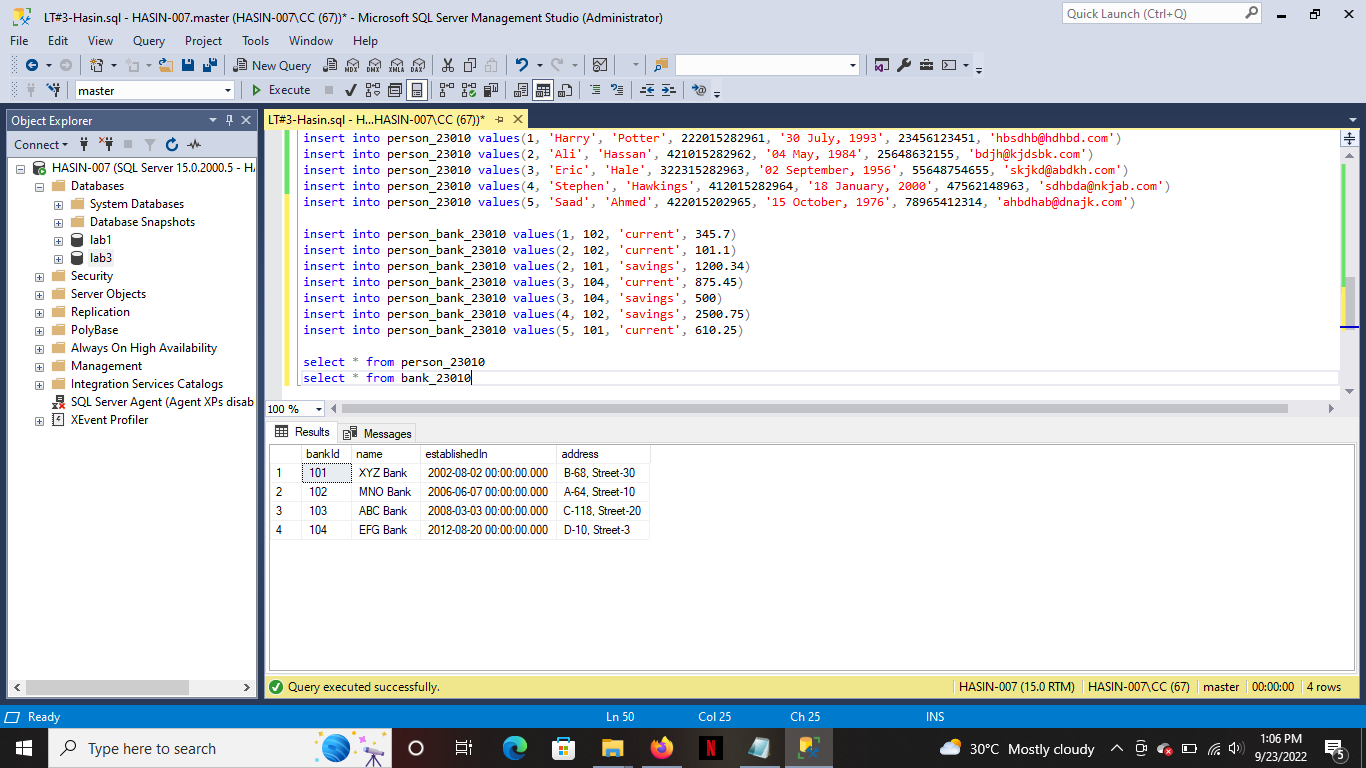 LT#3-Hasin.sql - HASIN-007.master (HASIN-007\CC (67))* - Microsoft SQL Server Management Studio (Administrator)
Quick Launch (Ctrl+Q)
File Edit View Query Project Tools Window Help
New Query
MDX DMX XMLA DAX
master
Execute
Object Explorer
LT#3-Hasin.sql - H...HASIN-007\CC (67))*
Connect
HASIN-007 (SQL Server 15.0.2000.5 - HA
Databases
System Databases
Database Snapshots
lab1
lab3
Security
Server Objects
Replication
PolyBase
Always On High Availability
Management
Integration Services Catalogs
SQL Server Agent (Agent XPs disab
XEvent Profiler
insert into person_23010 values(1, 'Harry', 'Potter', 222015282961, '30 July, 1993', 23456123451, 'hbsdhb@hdhbd.com')
insert into person_23010 values(2, 'Ali', 'Hassan', 421015282962, '04 May, 1984', 25648632155, 'bdjh@kjdsbk.com')
insert into person_23010 values(3, 'Eric', 'Hale', 322315282963, '02 September, 1956', 55648754655, 'skjkd@abdkh.com')
insert into person_23010 values(4, 'Stephen', 'Hawkings', 412015282964, '18 January, 2000', 47562148963, 'sdhbda@nkjab.com')
insert into person_23010 values(5, 'Saad', 'Ahmed', 422015202965, '15 October, 1976', 78965412314, 'ahbdhab@dnajk.com')
insert into person_bank_23010 values(1, 102, 'current', 345.7)
insert into person_bank_23010 values(2, 102, 'current', 101.1)
insert into person_bank_23010 values(2, 101, 'savings', 1200.34)
insert into person_bank_23010 values(3, 104, 'current', 875.45)
insert into person_bank_23010 values(3, 104, 'savings', 500)
insert into person_bank_23010 values(4, 102, 'savings', 2500.75)
insert into person_bank_23010 values(5, 101, 'current', 610.25)
select * from person_23010
select * from bank_23010
100 %
Results Messages
bankId name establishedIn address
1 101 XYZ Bank 2002-08-02 00:00:00.000 B-68, Street-30
2 102 MNO Bank 2006-06-07 00:00:00.000 A-64, Street-10
3 103 ABC Bank 2008-03-03 00:00:00.000 C-118, Street-20
4 104 EFG Bank 2012-08-20 00:00:00.000 D-10, Street-3
Query executed successfully. HASIN-007 (15.0 RTM) HASIN-007\CC (67) master 00:00:00 4 rows
Ready Ln 50 Col 25 Ch 25 INS
Type here to search
N
30°C Mostly cloudy
1:06 PM
9/23/2022
5